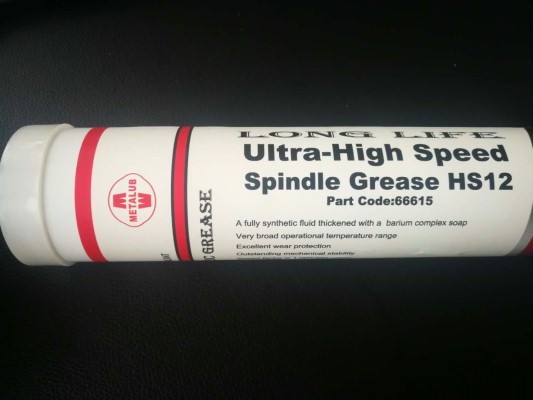 LONG LIFE
Ultra-High Speed
Spindle Grease HS12
Part Code:66615
A fully synthetic fluid thickened with a barium complex soap
Very broad operational temperature range
Excellent wear protection
Outstanding mechanical stability
METALUB
GREASE